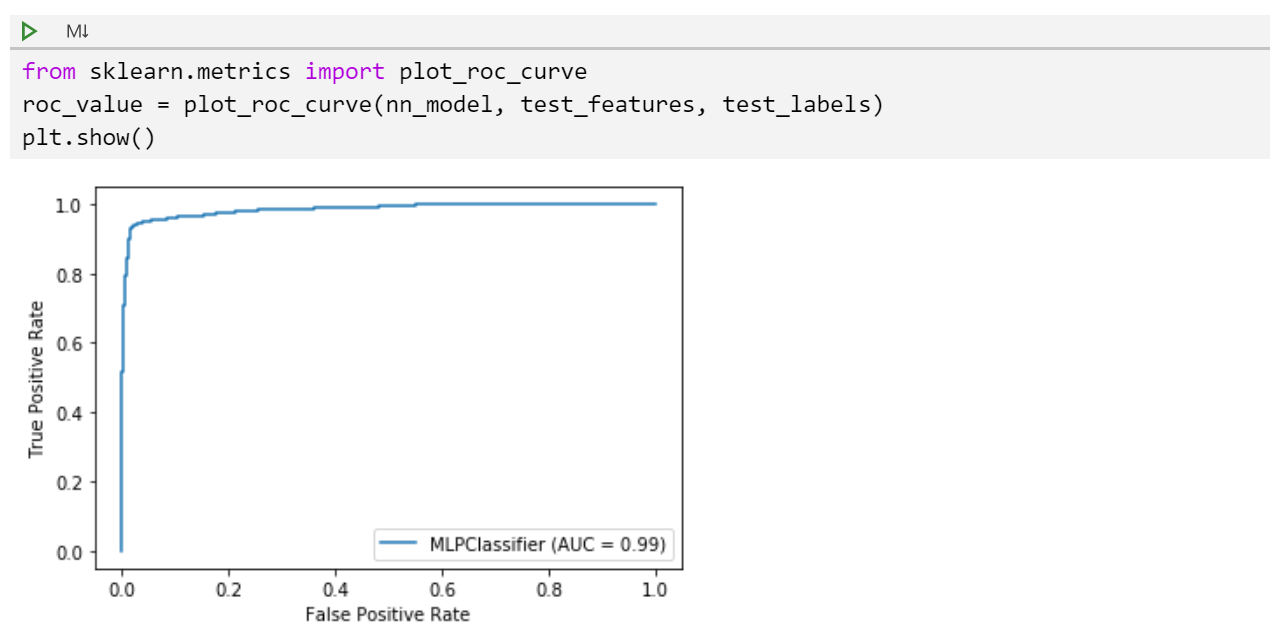 M↓
from sklearn.metrics import plot_roc_curve
roc_value = plot_roc_curve(nn_model, test_features, test_labels)
plt.show()
1.0
0.8
0.6
0.4
0.2
0.0
True Positive Rate
MLPClassifier (AUC = 0.99)
0.0 0.2 0.4 0.6 0.8 1.0
False Positive Rate